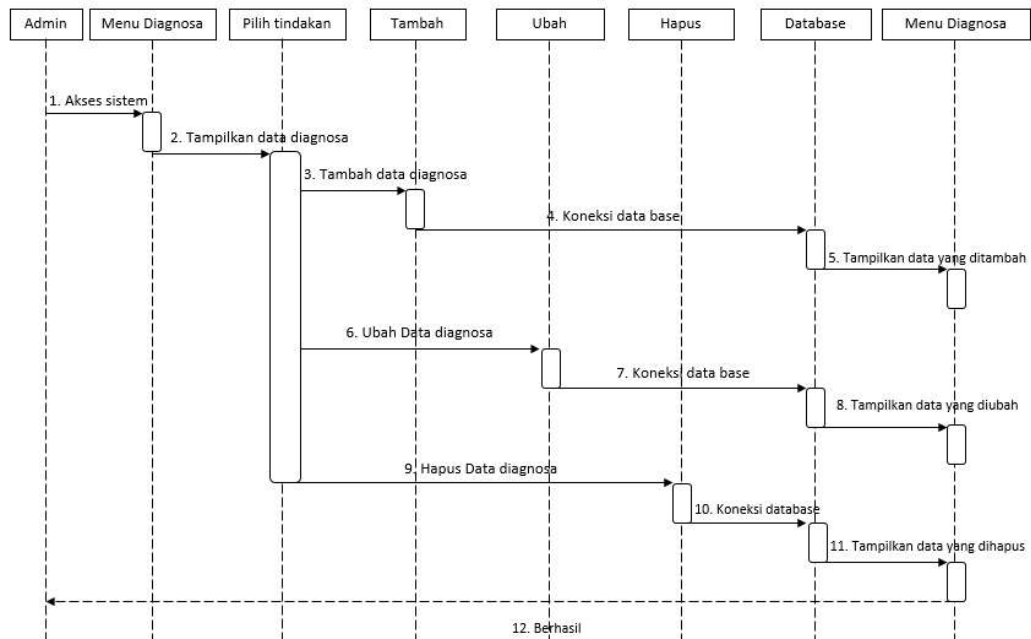 Admin
Menu Diagnosa
Pilih tindakan
Tambah
Ubah
Hapus
Database
Menu Diagnosa
1. Akses sistem
2. Tampilkan data diagnosa
3. Tambah data diagnosa
4. Koneksi data base
5. Tampilkan data yang ditambah
6. Ubah Data diagnosa
7. Koneksi data base
8. Tampilkan data yang diubah
9. Hapus Data diagnosa
10. Koneksi database
11. Tampilkan data yang dihapus
12. Berhasil